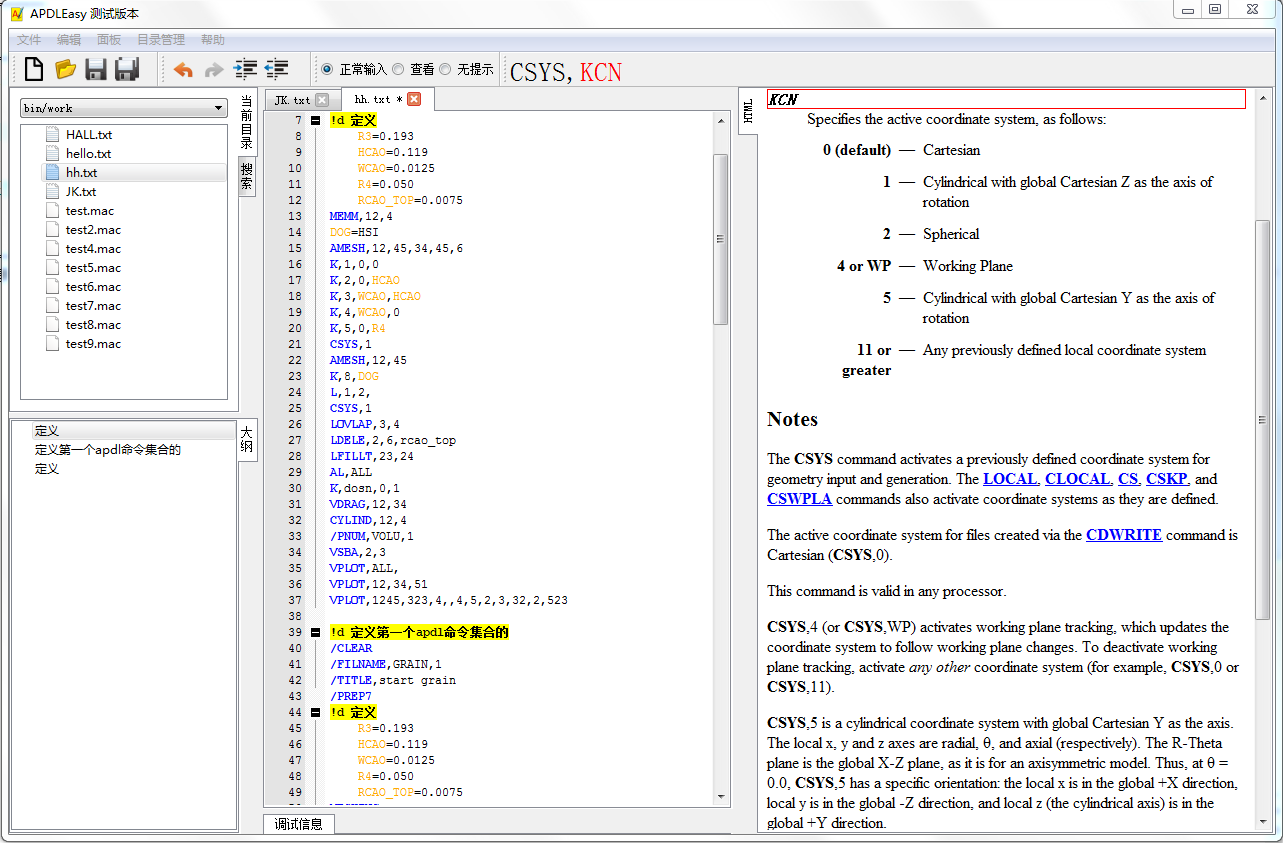 APDLEasy 测试版本
文件 编辑 面板 目录管理 帮助
正常输入 查看 无提示 CSYS,KCN
bin/work
HALL.txt
hello.txt
hh.txt
JK.txt
test.mac
test2.mac
test4.mac
test5.mac
test6.mac
test7.mac
test8.mac
test9.mac
当前目录
搜索
定义
定义第一个apdl命令集合的
定义
大纲
JK.txt hh.txt *
7 !d 定义
8 R3=0.193
9 HCAO=0.119
10 WCAO=0.0125
11 R4=0.050
12 RCAO_TOP=0.0075
13 MEMM,12,4
14 DOG=HSI
15 AMESH,12,45,34,45,6
16 K,1,0,0
17 K,2,0,HCAO
18 K,3,WCAO,HCAO
19 K,4,WCAO,0
20 K,5,0,R4
21 CSYS,1
22 AMESH,12,45
23 K,8,DOG
24 L,1,2,
25 CSYS,1
26 LOVLAP,3,4
27 LDELE,2,6,rcao_top
28 LFILLT,23,24
29 AL,ALL
30 K,dosn,0,1
31 VDRAG,12,34
32 CYLIND,12,4
33 /PNUM,VOLU,1
34 VSBA,2,3
35 VPLOT,ALL,
36 VPLOT,12,34,51
37 VPLOT,1245,323,4,,4,5,2,3,32,2,523
38
39 !d 定义第一个apdl命令集合的
40 /CLEAR
41 /FILNAME,GRAIN,1
42 /TITLE,start grain
43 /PREP7
44 !d 定义
45 R3=0.193
46 HCAO=0.119
47 WCAO=0.0125
48 R4=0.050
49 RCAO_TOP=0.0075
调试信息
HTML
KCN
Specifies the active coordinate system, as follows:
0 (default) — Cartesian
1 — Cylindrical with global Cartesian Z as the axis of
rotation
2 — Spherical
4 or WP — Working Plane
5 — Cylindrical with global Cartesian Y as the axis of
rotation
11 or — Any previously defined local coordinate system
greater
Notes
The CSYS command activates a previously defined coordinate system for
geometry input and generation. The LOCAL, CLOCAL, CS, CSKP, and
CSWPLA commands also activate coordinate systems as they are defined.
The active coordinate system for files created via the CDWRITE command is
Cartesian (CSYS,0).
This command is valid in any processor.
CSYS,4 (or CSYS,WP) activates working plane tracking, which updates the
coordinate system to follow working plane changes. To deactivate working
plane tracking, activate any other coordinate system (for example, CSYS,0 or
CSYS,11).
CSYS,5 is a cylindrical coordinate system with global Cartesian Y as the axis.
The local x, y and z axes are radial, θ, and axial (respectively). The R-Theta
plane is the global X-Z plane, as it is for an axisymmetric model. Thus, at θ =
0.0, CSYS,5 has a specific orientation: the local x is in the global +X direction,
local y is in the global -Z direction, and local z (the cylindrical axis) is in the
global +Y direction.